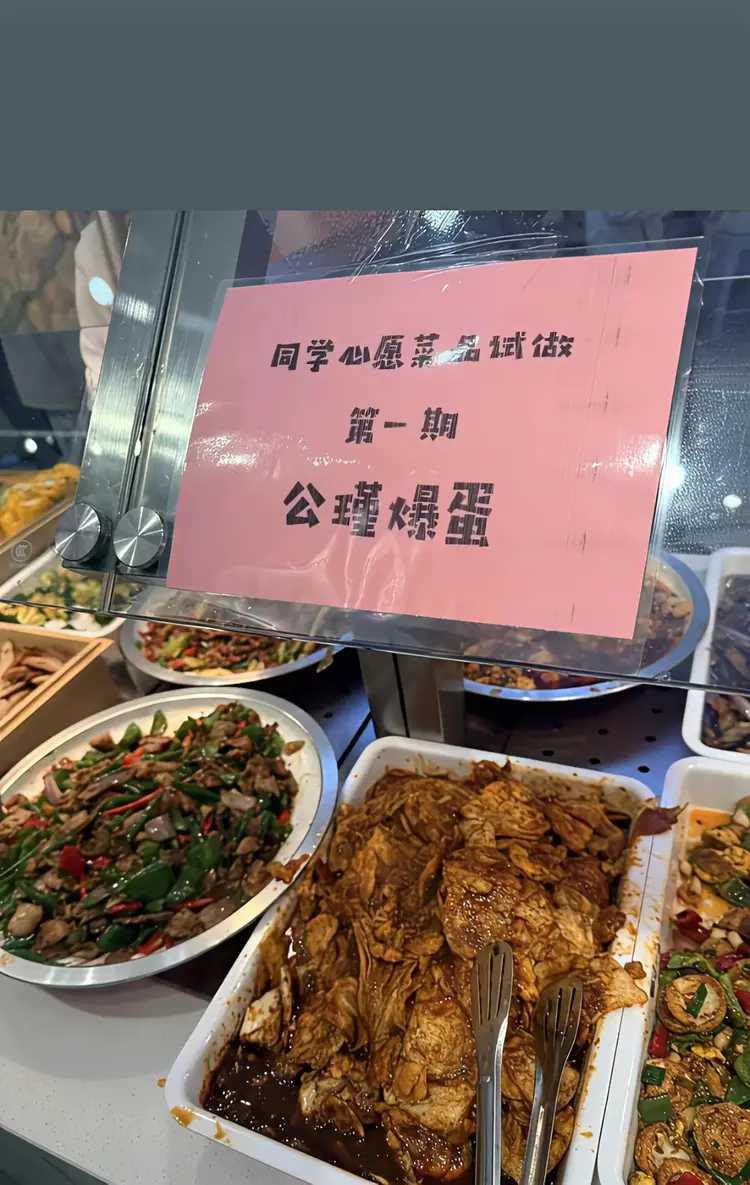 同学心愿菜品试做
第一期
公瑾爆蛋